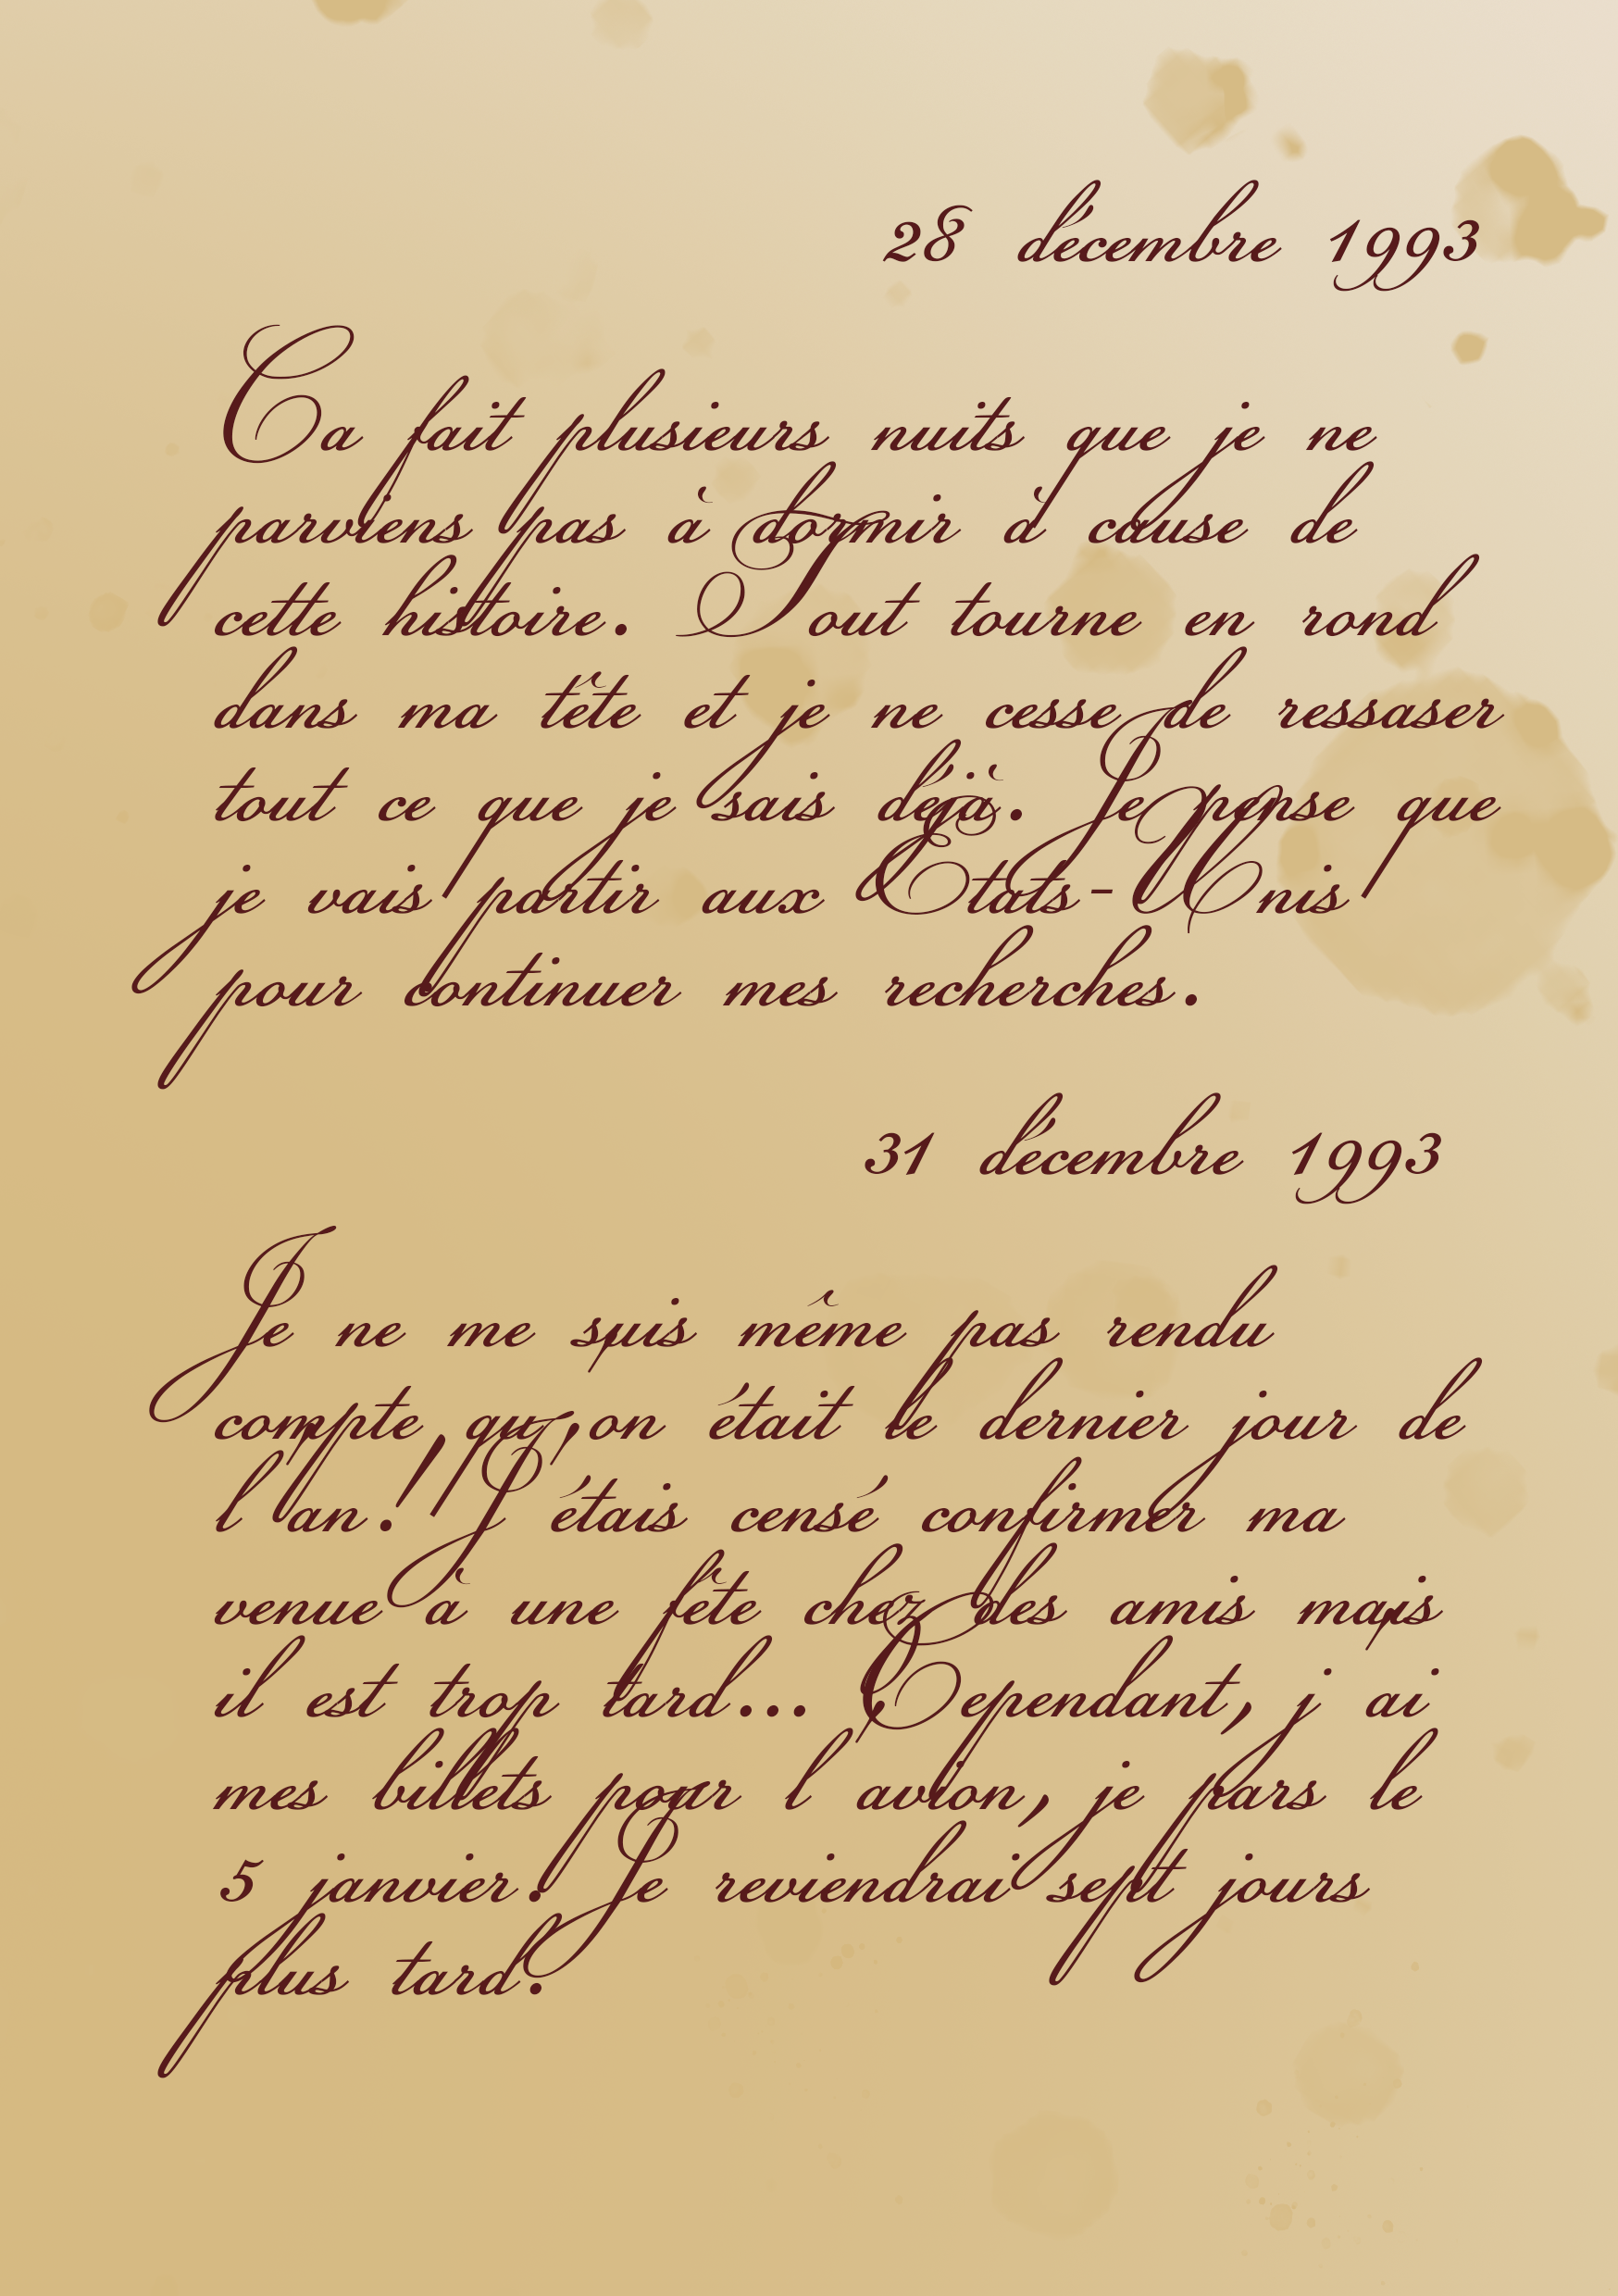 28 décembre 1993
Ca fait plusieurs nuits que je ne
parviens pas à dormir à cause de
cette histoire. Tout tourne en rond
dans ma tête et je ne cesse de ressaser
tout ce que je sais déjà. Je pense que
je vais partir aux Etats-Unis
pour continuer mes recherches.
31 décembre 1993
Je ne me suis même pas rendu
compte qu'on était le dernier jour de
l'an! J'étais censé confirmer ma
venue à une fête chez des amis mais
il est trop tard... Cependant, j'ai
mes billets pour l'avion, je pars le
5 janvier. Je reviendrai sept jours
plus tard.